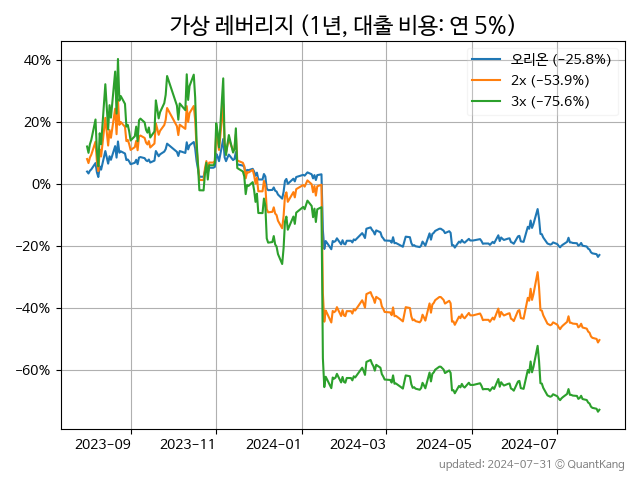 가상 레버리지 (1년, 대출 비용: 연 5%)
오리온 (−25.8%)
2x (−53.9%)
3x (−75.6%)
40%
20%
0%
−20%
−40%
−60%
2023-09 2023-11 2024-01 2024-03 2024-05 2024-07
updated: 2024-07-31 © QuantKang